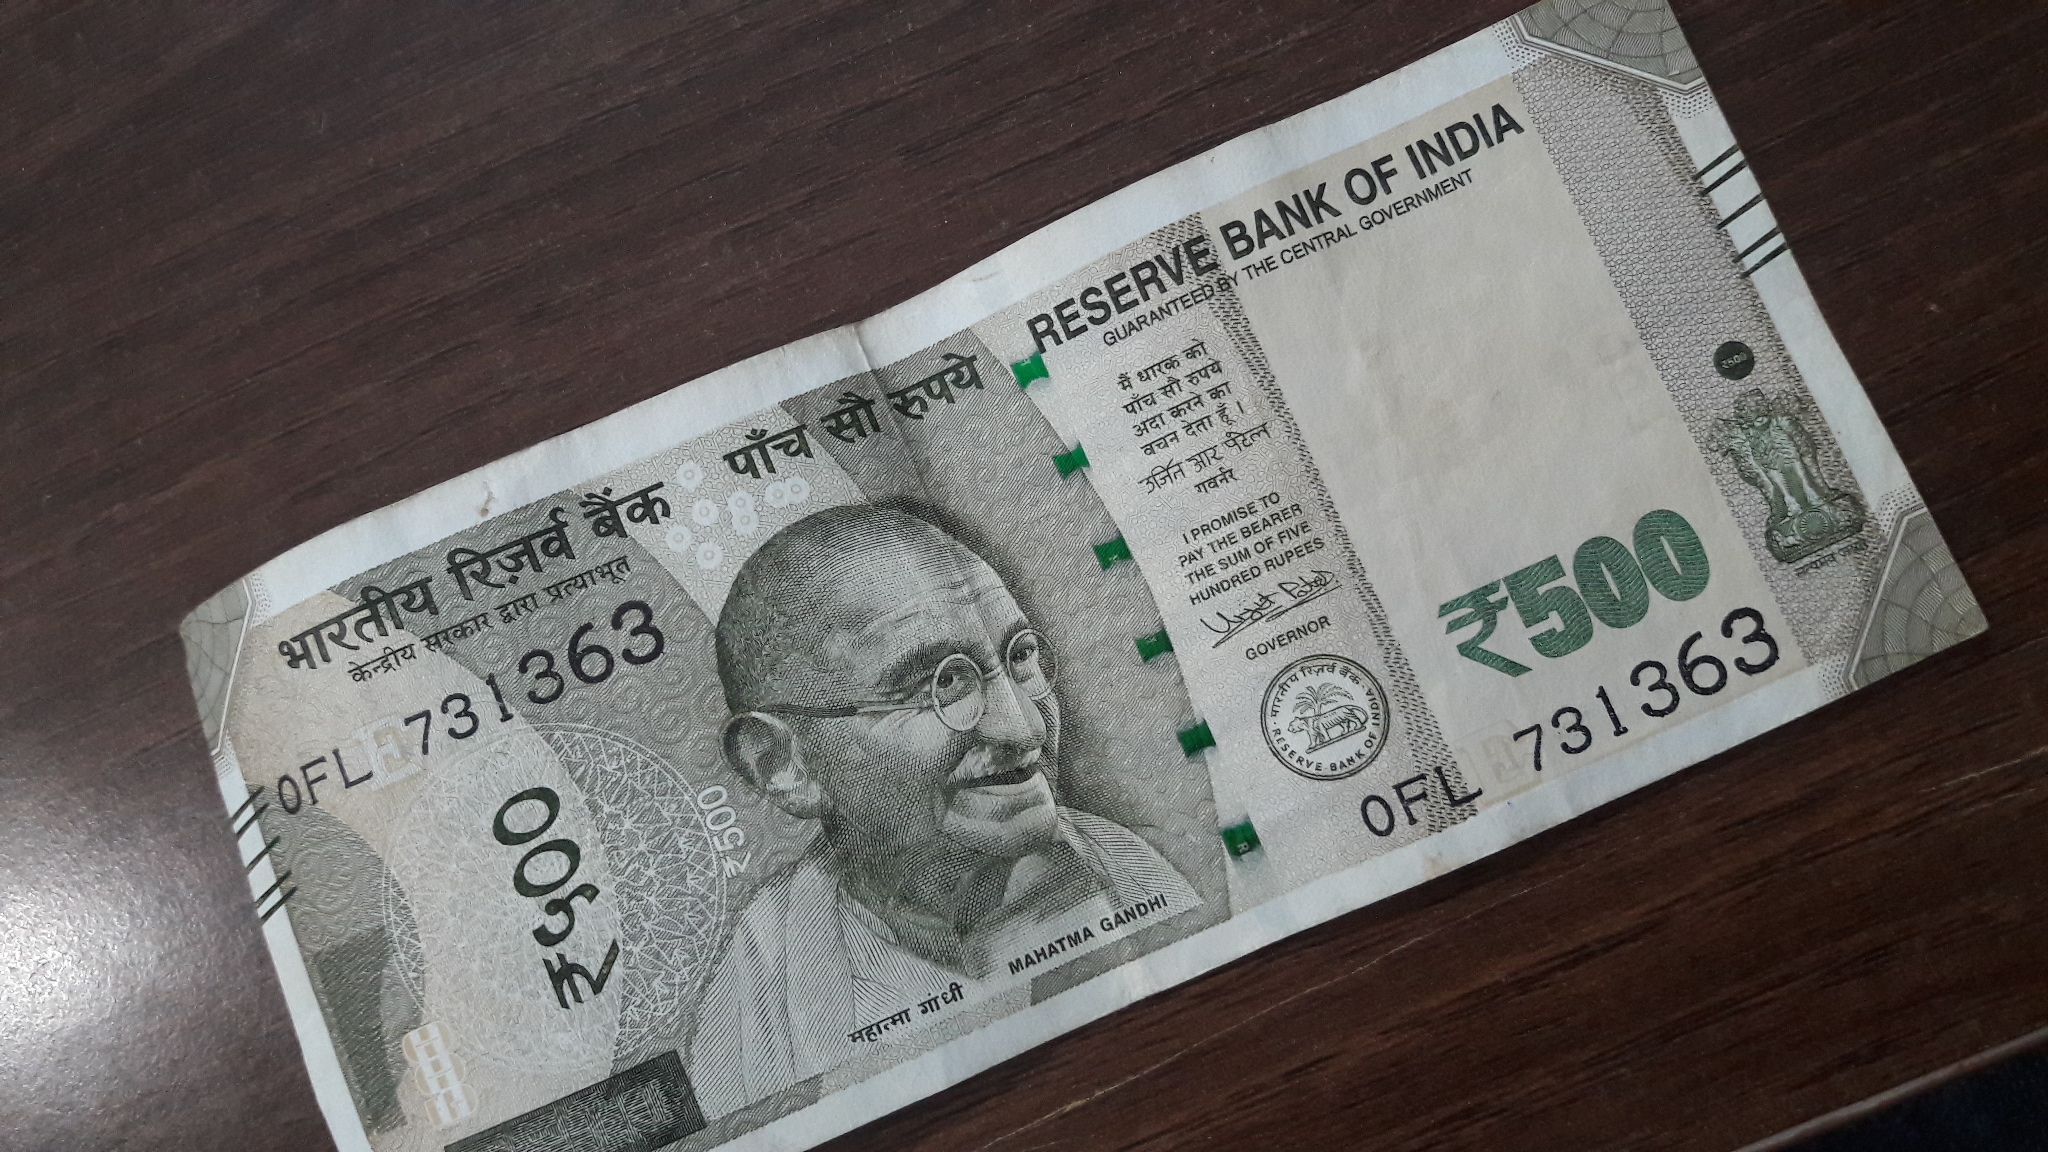 भारतीय रिज़र्व बैंक
केन्द्रीय सरकार द्वारा प्रत्याभूत
पाँच सौ रुपये
RESERVE BANK OF INDIA
GUARANTEED BY THE CENTRAL GOVERNMENT
0FL 731363
₹५००
₹500
महात्मा गांधी
MAHATMA GANDHI
मैं धारक को
पाँच सौ रुपये
अदा करने का
वचन देता हूँ।
उर्जित आर पटेल
गवर्नर
I PROMISE TO
PAY THE BEARER
THE SUM OF FIVE
HUNDRED RUPEES
GOVERNOR
भारतीय रिज़र्व बैंक
RESERVE BANK OF INDIA
₹500
0FL 731363
₹500